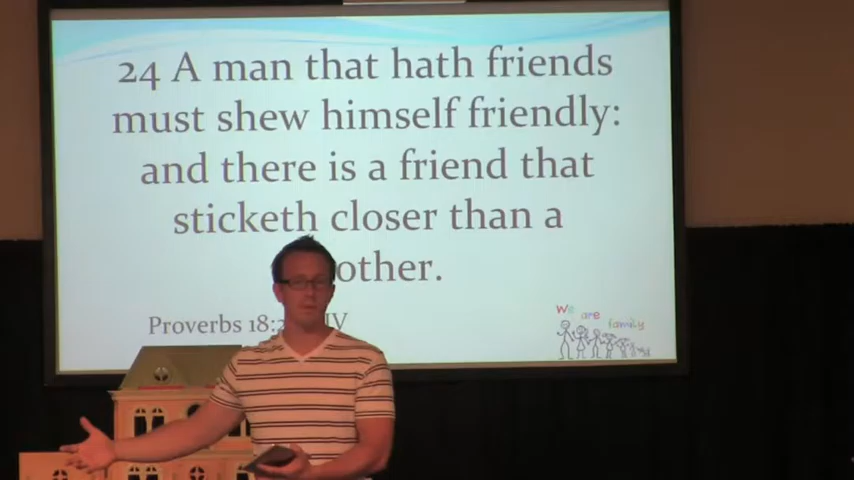 24 A man that hath friends
must shew himself friendly:
and there is a friend that
sticketh closer than a
other.
Proverbs 18:
We are family